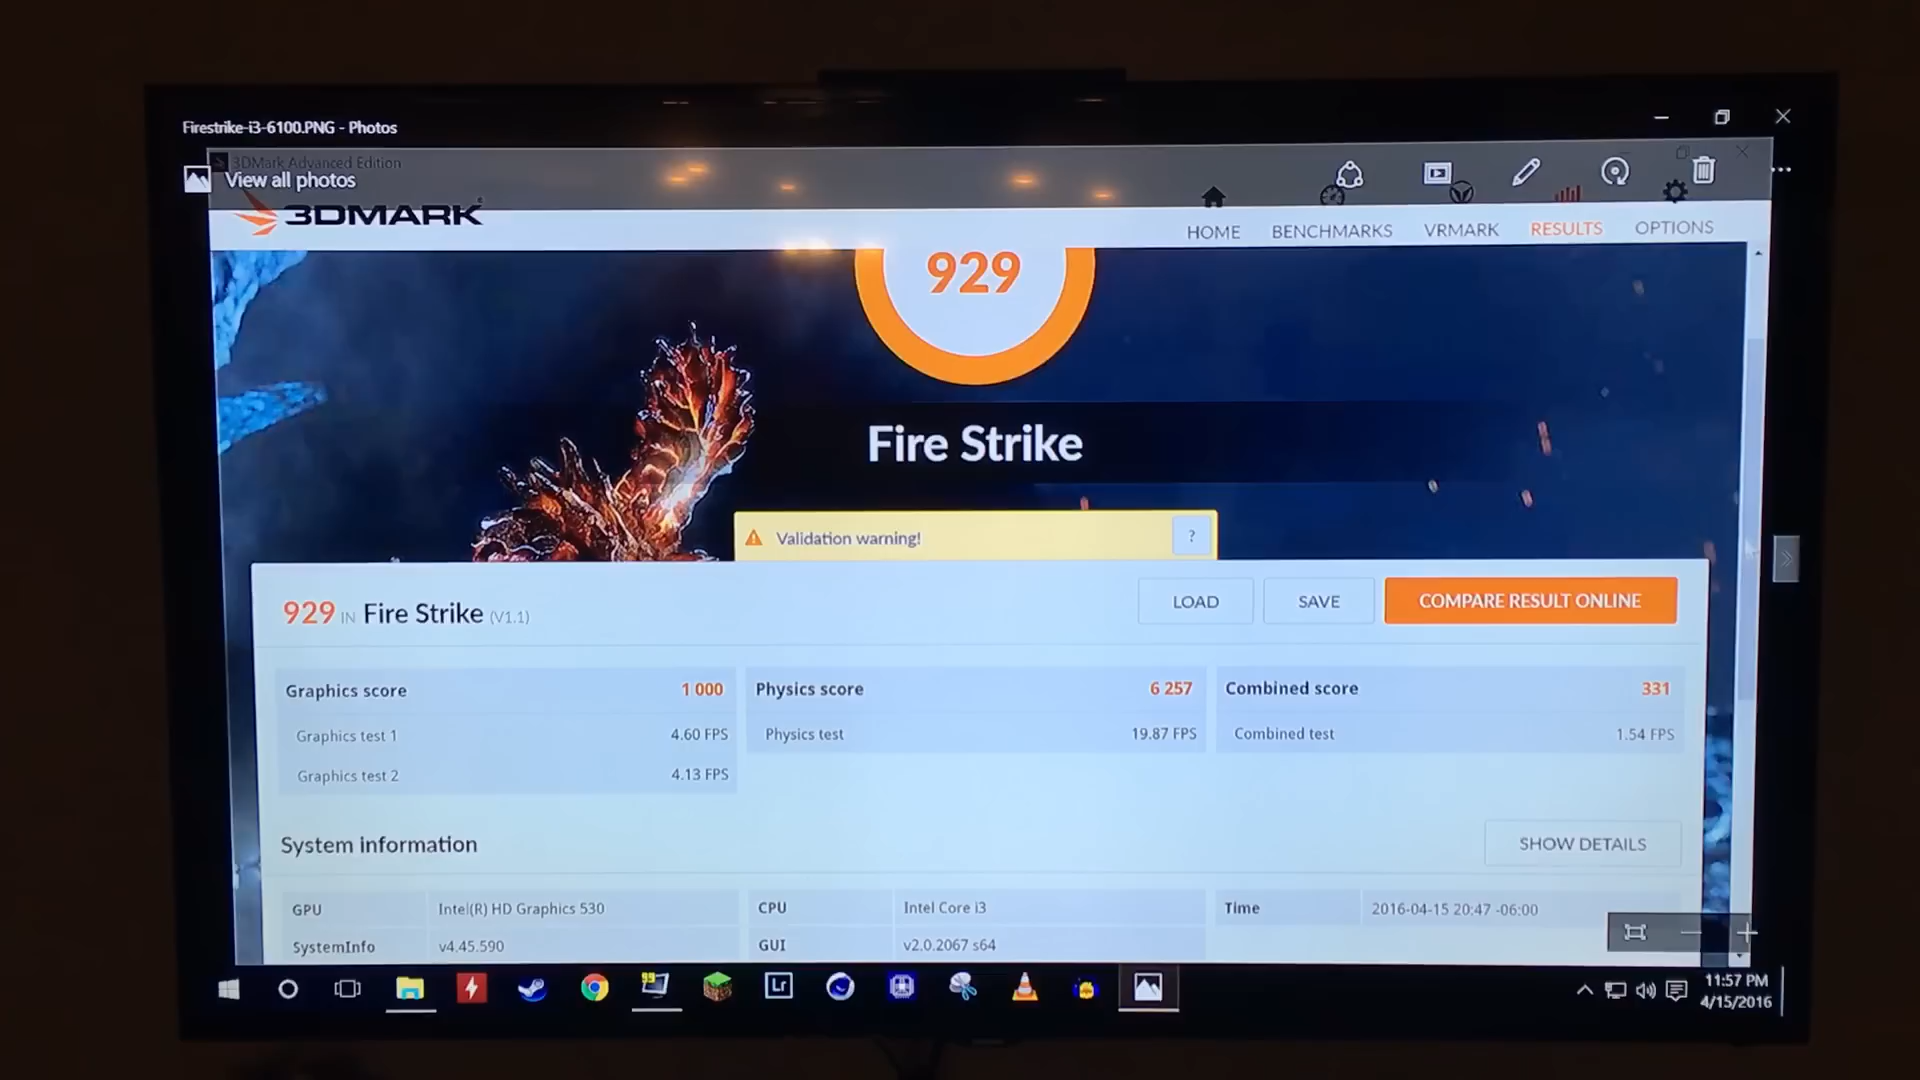 Firestrike-i3-6100.PNG - Photos
3DMark Advanced Edition
View all photos
3DMARK
HOME BENCHMARKS VRMARK RESULTS OPTIONS
929
Fire Strike
Validation warning! ?
929 IN Fire Strike (V1.1) LOAD SAVE COMPARE RESULT ONLINE
Graphics score 1 000 Physics score 6 257 Combined score 331
Graphics test 1 4.60 FPS Physics test 19.87 FPS Combined test 1.54 FPS
Graphics test 2 4.13 FPS
System information SHOW DETAILS
GPU Intel(R) HD Graphics 530 CPU Intel Core i3 Time 2016-04-15 20:47 -06:00
SystemInfo v4.45.590 GUI v2.0.2067 s64
99 Lr 11:57 PM
4/15/2016